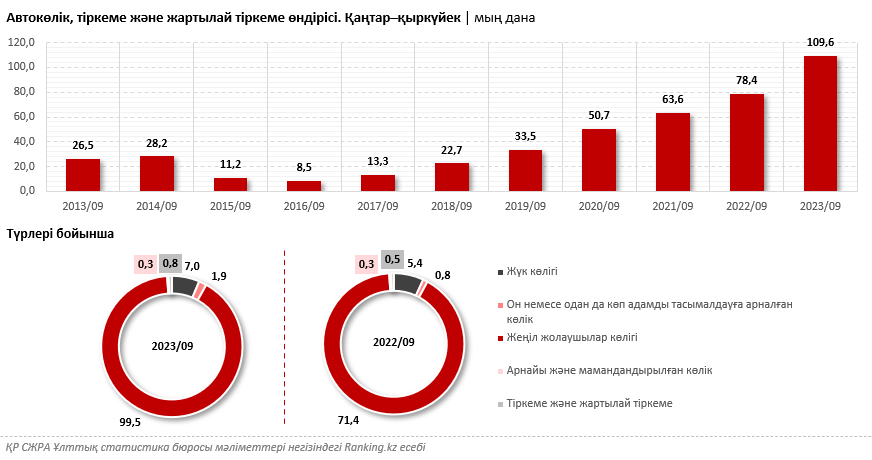 Автокөлік, тіркеме және жартылай тіркеме өндірісі. Қаңтар–қыркүйек | мың дана
120,0
100,0
80,0
60,0
40,0
20,0
0,0
26,5
28,2
11,2
8,5
13,3
22,7
33,5
50,7
63,6
78,4
109,6
2013/09 2014/09 2015/09 2016/09 2017/09 2018/09 2019/09 2020/09 2021/09 2022/09 2023/09
Түрлері бойынша
0,3 0,8 7,0 1,9
2023/09
99,5
0,3 0,5 5,4 0,8
2022/09
71,4
Жүк көлігі
Он немесе одан да көп адамды тасымалдауға арналған
көлік
Жеңіл жолаушылар көлігі
Арнайы және мамандандырылған көлік
Тіркеме және жартылай тіркеме
ҚР СЖРА Ұлттық статистика бюросы мәліметтері негізіндегі Ranking.kz есебі